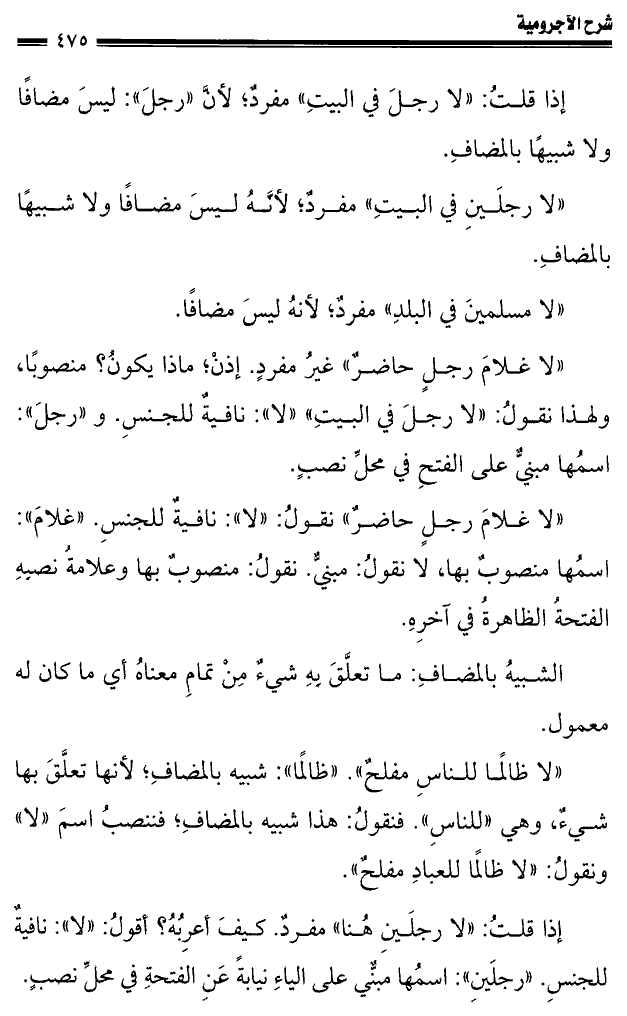 شرح الآجرومية
٤٧٥
إذا قلتُ: «لا رجلَ في البيتِ» مفردٌ؛ لأنَّ «رجلَ»: ليسَ مضافًا
ولا شبيهًا بالمضافِ.
«لا رجلَينِ في البيتِ» مفردٌ؛ لأنَّهُ ليسَ مضافًا ولا شبيهًا
بالمضافِ.
«لا مسلمينَ في البلدِ» مفردٌ؛ لأنهُ ليسَ مضافًا.
«لا غلامَ رجلٍ حاضرٌ» غيرُ مفردٍ. إذنْ؛ ماذا يكونُ؟ منصوبًا،
ولهذا نقولُ: «لا رجلَ في البيتِ» «لا»: نافيةٌ للجنسِ. و «رجلَ»:
اسمُها مبنيٌّ على الفتحِ في محلِّ نصبٍ.
«لا غلامَ رجلٍ حاضرٌ» نقولُ: «لا»: نافيةٌ للجنسِ. «غلامَ»:
اسمُها منصوبٌ بها، لا نقولُ: مبنيٌّ. نقولُ: منصوبٌ بها وعلامةُ نصبِهِ
الفتحةُ الظاهرةُ في آخرِهِ.
الشبيهُ بالمضافِ: ما تعلَّقَ بِهِ شيءٌ مِنْ تمامِ معناهُ أي ما كان له
معمول.
«لا ظالمًا للناسِ مفلحٌ». «ظالمًا»: شبيه بالمضافِ؛ لأنها تعلَّقَ بها
شيءٌ، وهي «للناسِ». فنقولُ: هذا شبيه بالمضافِ؛ فننصبُ اسمَ «لا»
ونقولُ: «لا ظالمًا للعبادِ مفلحٌ».
إذا قلتُ: «لا رجلَينِ هُنا» مفردٌ. كيفَ أعربُهُ؟ أقولُ: «لا»: نافيةٌ
للجنسِ. «رجلَينِ»: اسمُها مبنٌّي على الياءِ نيابةً عَنِ الفتحةِ في محلِّ نصبٍ.